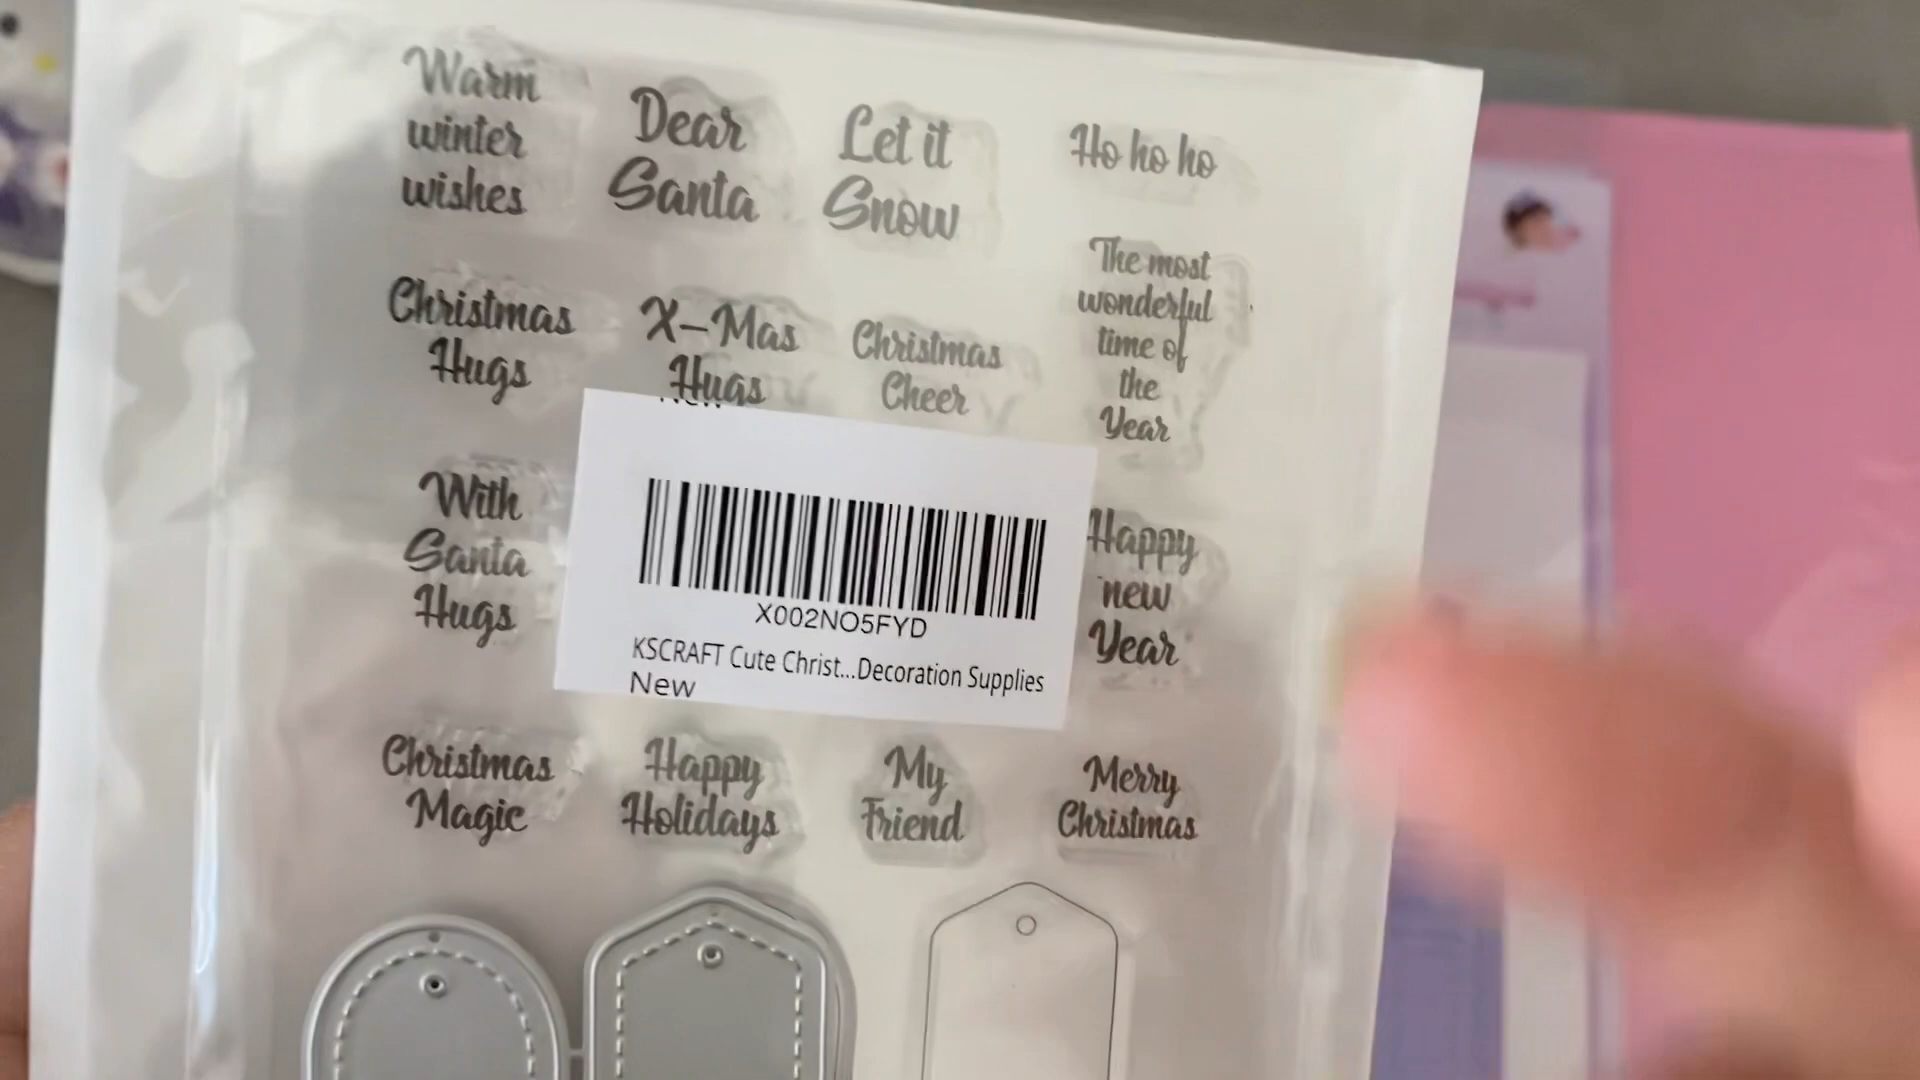 Warm
winter
wishes
Dear
Santa
Let it
Snow
Ho ho ho
Christmas
Hugs
X-Mas
Hugs
Christmas
Cheer
The most
wonderful
time of
the
Year
With
Santa
Hugs
X002NO5FYD
KSCRAFT Cute Christ...Decoration Supplies
New
Happy
new
Year
Christmas
Magic
Happy
Holidays
My
Friend
Merry
Christmas